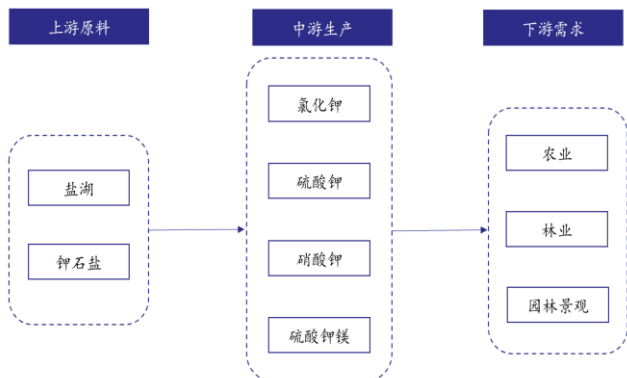 上游原料
中游生产
下游需求
盐湖
钾石盐
氯化钾
硫酸钾
硝酸钾
硫酸钾镁
农业
林业
园林景观